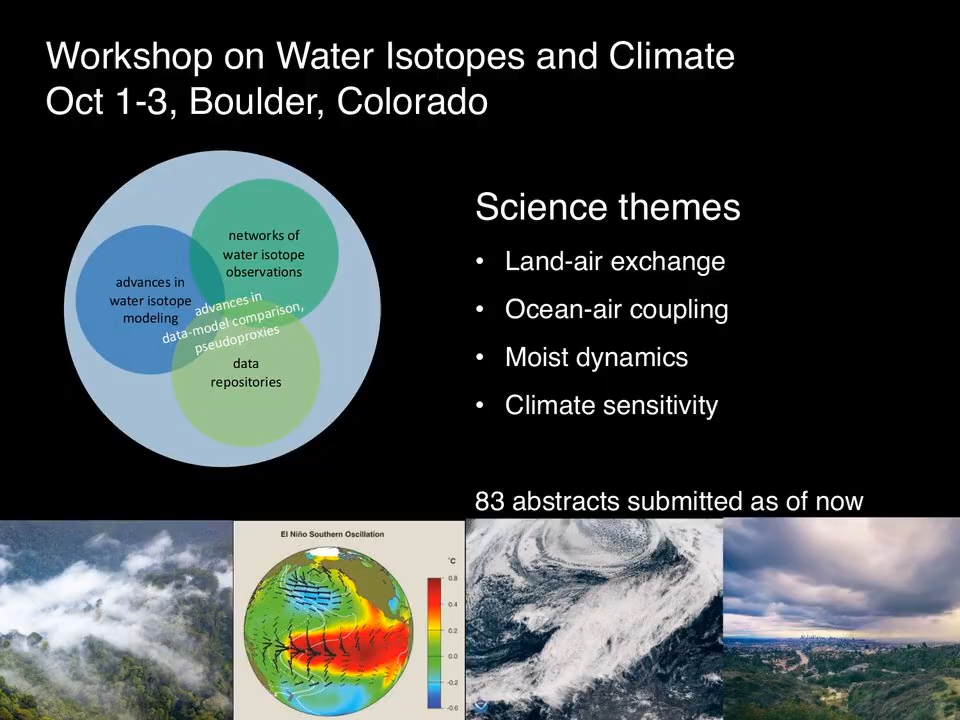 Workshop on Water Isotopes and Climate
Oct 1-3, Boulder, Colorado
networks of
water isotope
observations
advances in
water isotope
modeling
advances in
data-model comparison,
pseudoproxies
data
repositories
Science themes
• Land-air exchange
• Ocean-air coupling
• Moist dynamics
• Climate sensitivity
83 abstracts submitted as of now
El Niño Southern Oscillation
°C
0.8
0.4
0.2
0.0
-0.2
-0.6